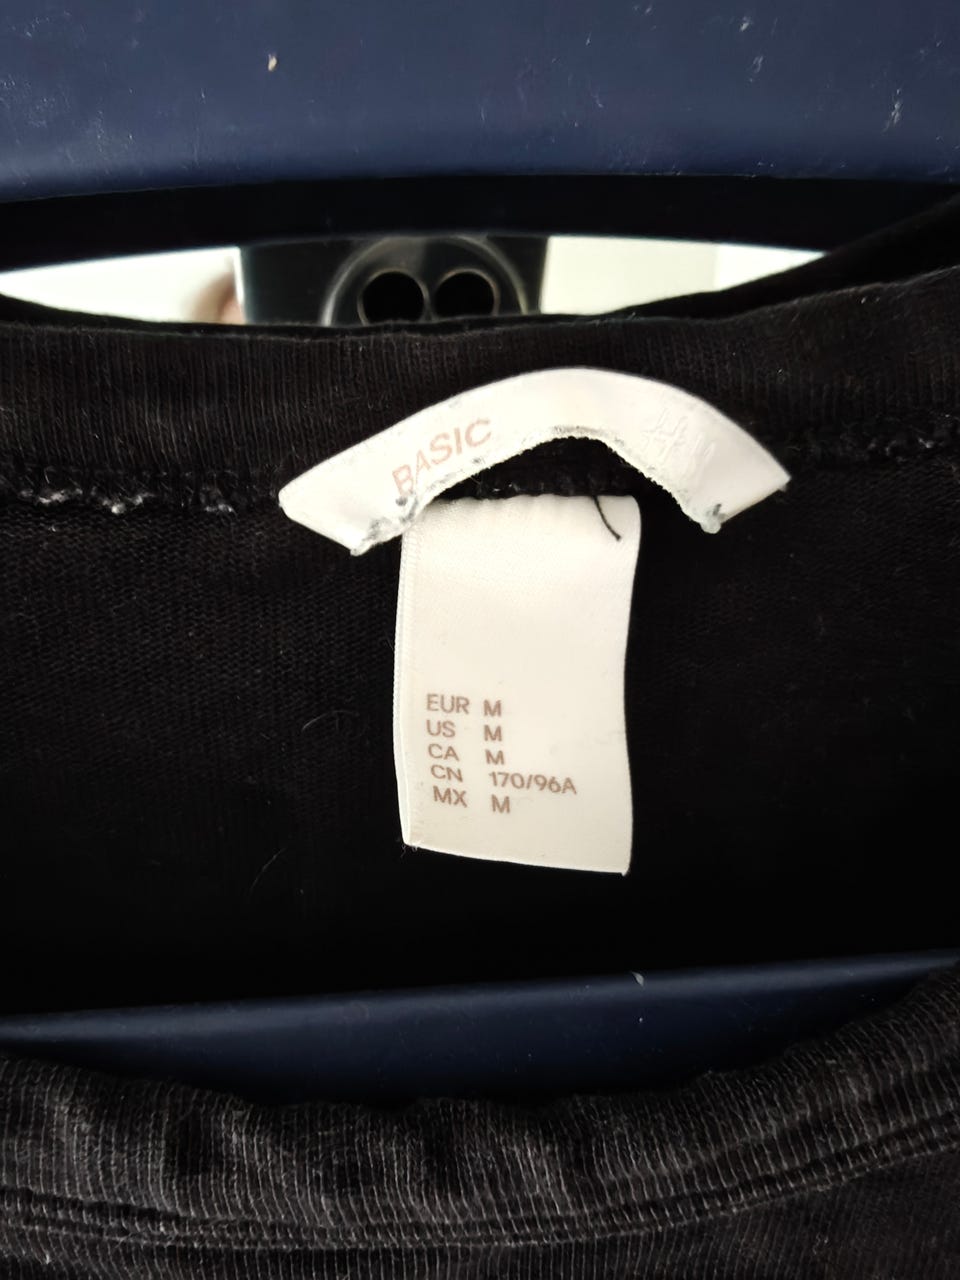 BASIC
EUR M
US M
CA M
CN 170/96A
MX M